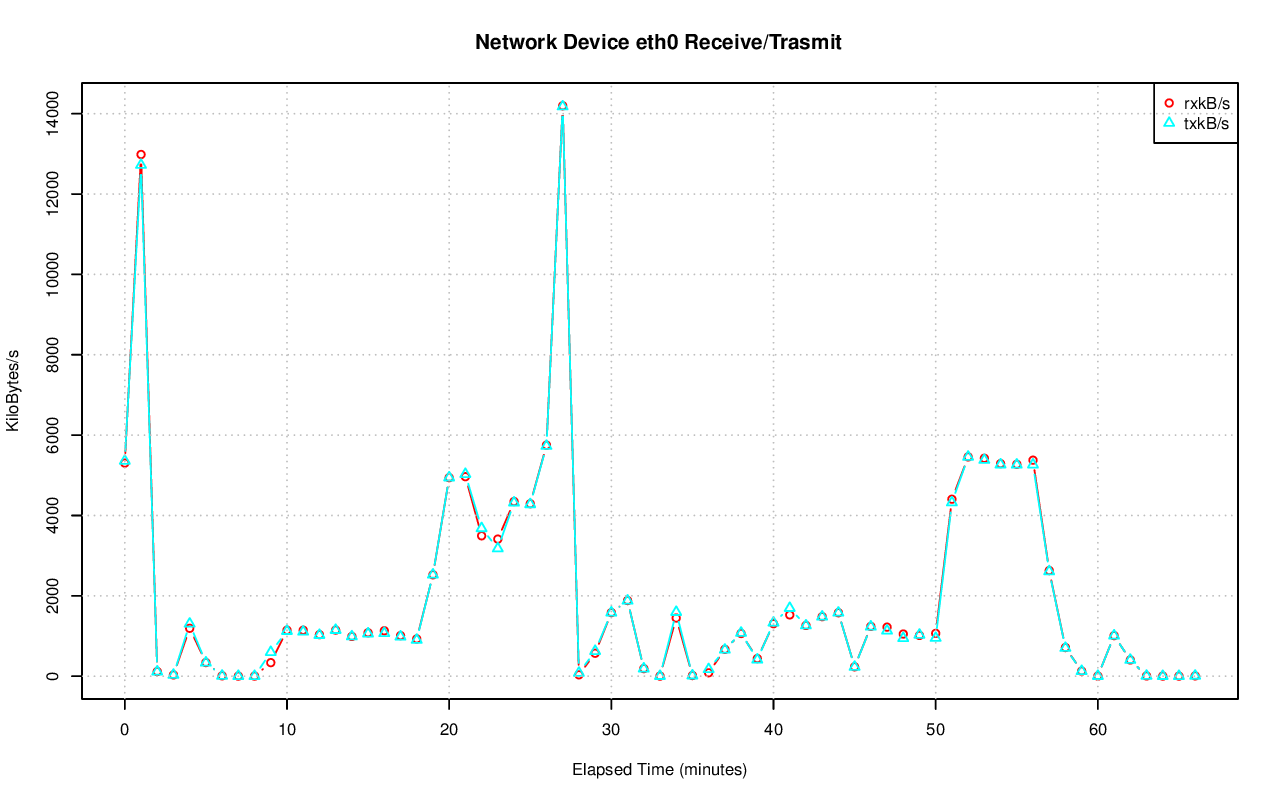 Network Device eth0 Receive/Trasmit
rxkB/s
txkB/s
KiloBytes/s
14000
12000
10000
8000
6000
4000
2000
0
0 10 20 30 40 50 60
Elapsed Time (minutes)